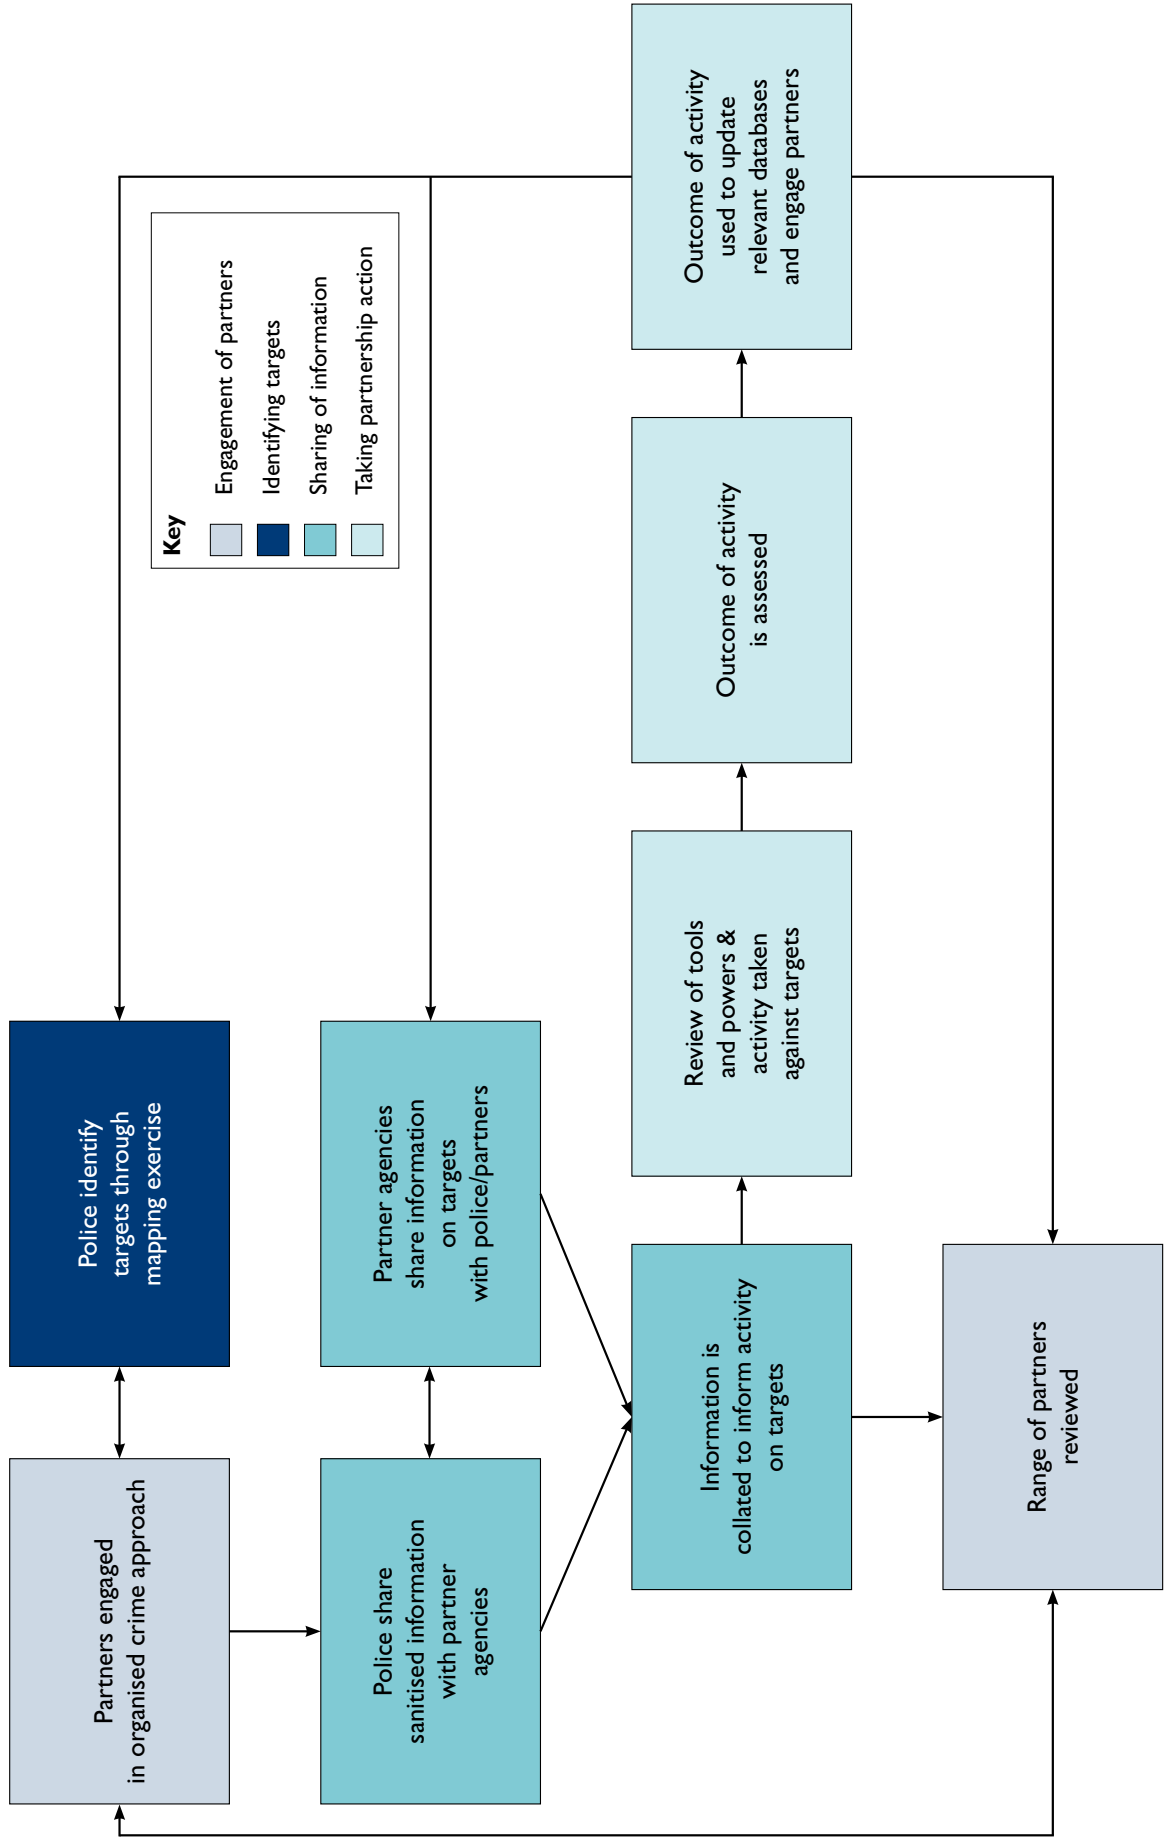 Partners engaged
in organised crime approach
Police identify
targets through
mapping exercise
Key
Engagement of partners
Identifying targets
Sharing of information
Taking partnership action
Police share
sanitised information
with partner
agencies
Partner agencies
share information
on targets
with police/partners
Information is
collated to inform activity
on targets
Review of tools
and powers &
activity taken
against targets
Outcome of activity
is assessed
Outcome of activity
used to update
relevant databases
and engage partners
Range of partners
reviewed